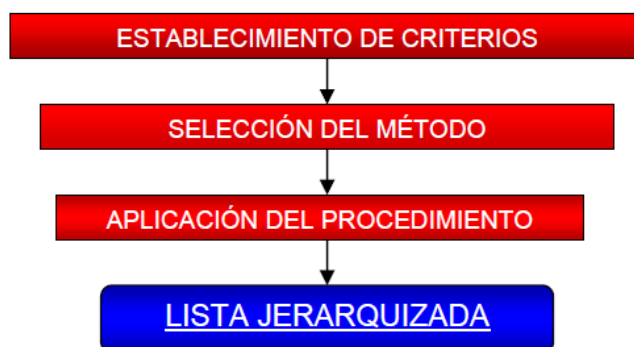 ESTABLECIMIENTO DE CRITERIOS
SELECCIÓN DEL MÉTODO
APLICACIÓN DEL PROCEDIMIENTO
LISTA JERARQUIZADA